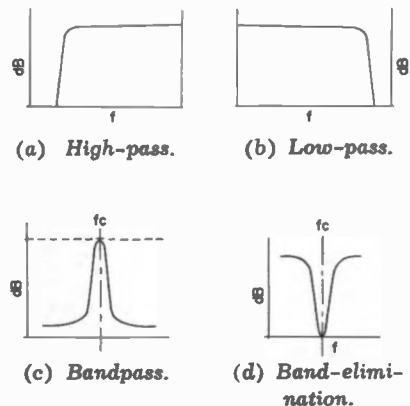 dB
f
(a) High-pass.
dB
f
(b) Low-pass.
fc
dB
(c) Bandpass.
fc
dB
f
(d) Band-elimi-
nation.